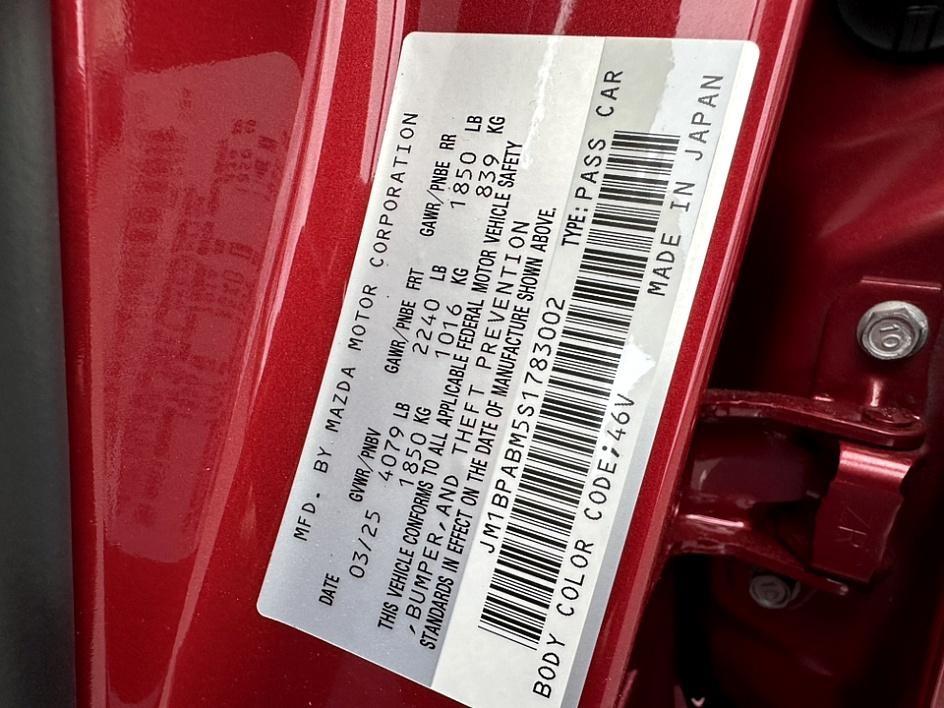 MFD. BY MAZDA MOTOR CORPORATION
DATE GVWR/PNBV GAWR/PNBE FRT GAWR/PNBE RR
03/25 4079 LB 2240 LB 1850 LB
1850 KG 1016 KG 839 KG
THIS VEHICLE CONFORMS TO ALL APPLICABLE FEDERAL MOTOR VEHICLE SAFETY
,BUMPER,AND THEFT PREVENTION
STANDARDS IN EFFECT ON THE DATE OF MANUFACTURE SHOWN ABOVE.
JM1BPABM5S1783002 TYPE:PASS CAR
BODY COLOR CODE;46V MADE IN JAPAN
10